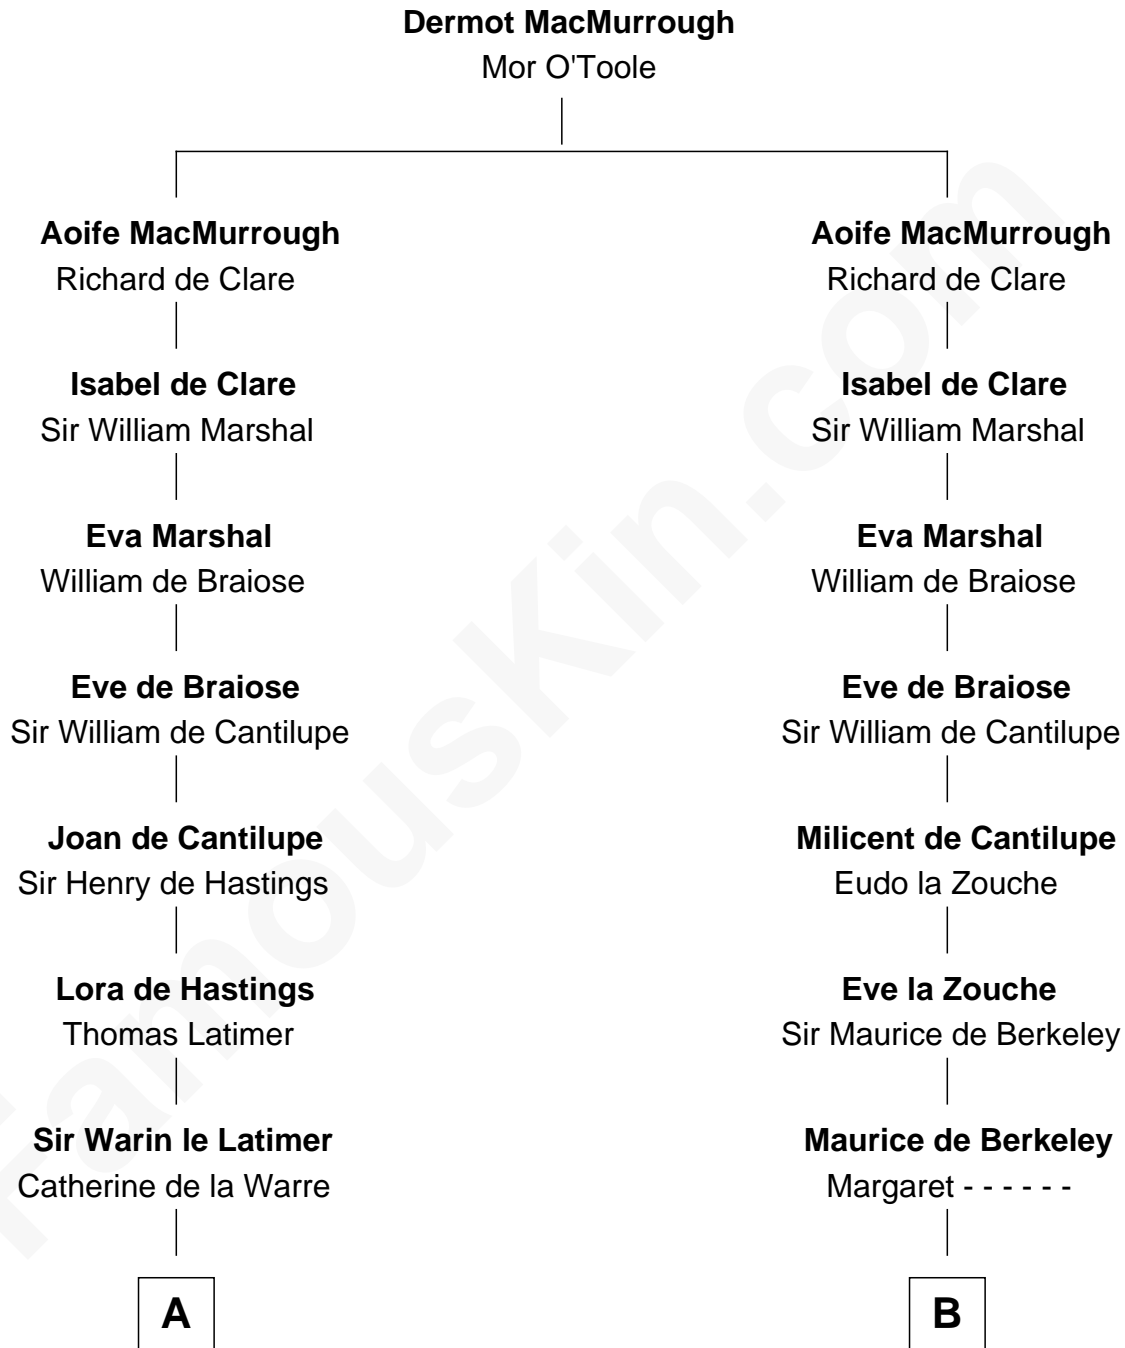 Dermot MacMurrough
Mor O'Toole
Aoife MacMurrough
Richard de Clare
Isabel de Clare
Sir William Marshal
Eva Marshal
William de Braiose
Eve de Braiose
Sir William de Cantilupe
Joan de Cantilupe
Sir Henry de Hastings
Lora de Hastings
Thomas Latimer
Sir Warin le Latimer
Catherine de la Warre
A
Aoife MacMurrough
Richard de Clare
Isabel de Clare
Sir William Marshal
Eva Marshal
William de Braiose
Eve de Braiose
Sir William de Cantilupe
Milicent de Cantilupe
Eudo la Zouche
Eve la Zouche
Sir Maurice de Berkeley
Maurice de Berkeley
Margaret - - - - - -
B
FamousKin.com